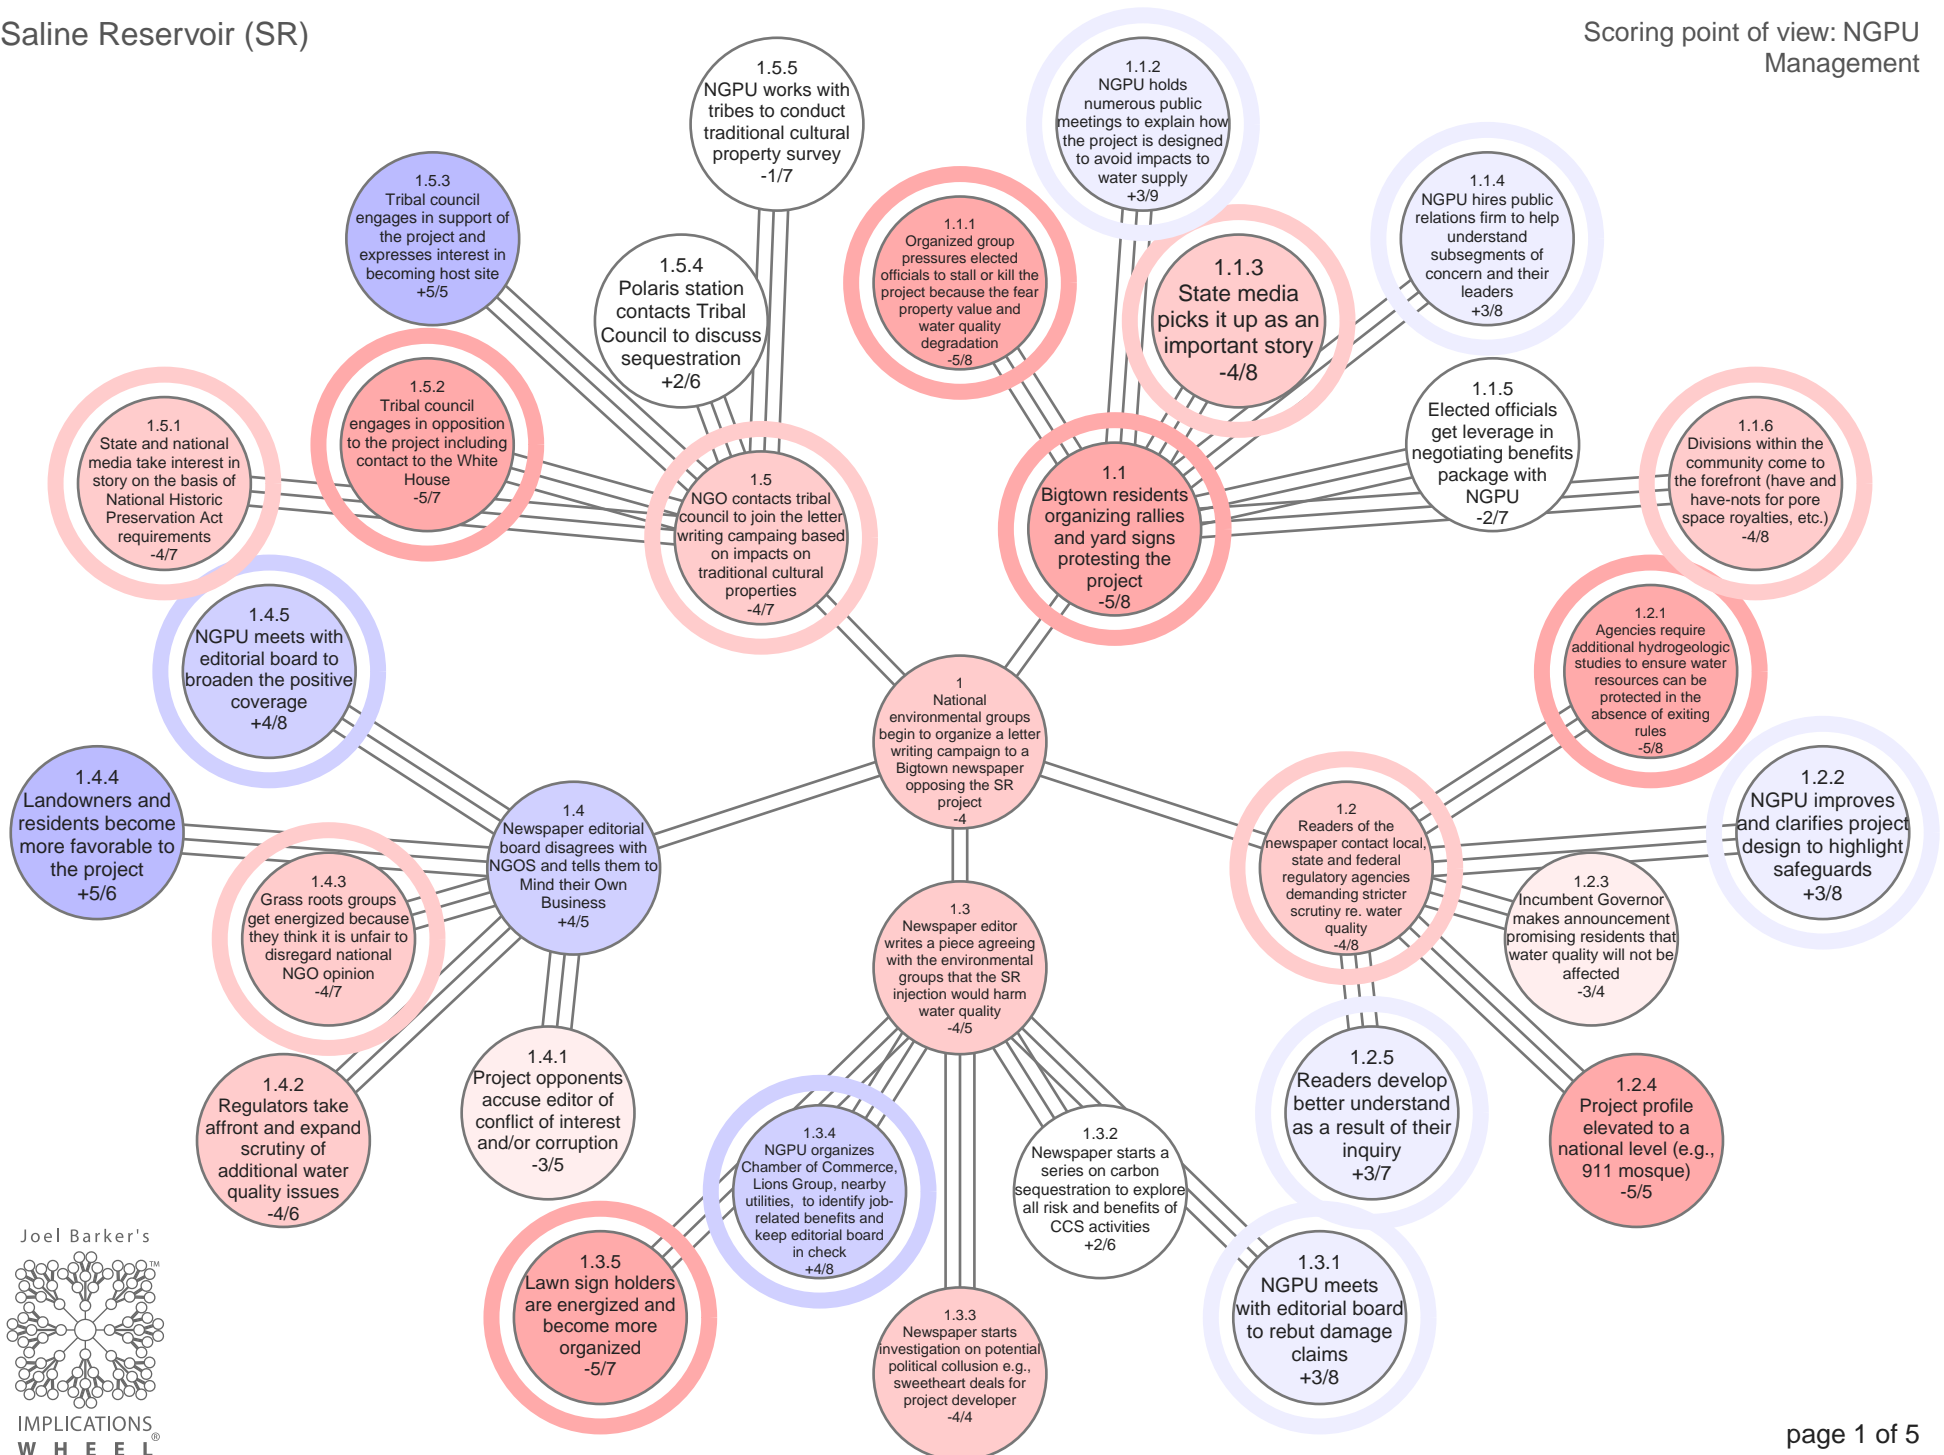 Saline Reservoir (SR)
Scoring point of view: NGPU
Management
1.5.5
NGPU works with
tribes to conduct
traditional cultural
property survey
-1/7
1.1.2
NGPU holds
numerous public
meetings to explain how
the project is designed
to avoid impacts to
water supply
+3/9
1.5.3
Tribal council
engages in support of
the project and
expresses interest in
becoming host site
+5/5
1.1.4
NGPU hires public
relations firm to help
understand
subsegments of
concern and their
leaders
+3/8
1.1.1
Organized group
pressures elected
officials to stall or kill the
project because the fear
property value and
water quality
degradation
-5/8
1.5.4
Polaris station
contacts Tribal
Council to discuss
sequestration
+2/6
1.1.3
State media
picks it up as an
important story
-4/8
1.5.2
Tribal council
engages in opposition
to the project including
contact to the White
House
-5/7
1.1.5
Elected officials
get leverage in
negotiating benefits
package with
NGPU
-2/7
1.5.1
State and national
media take interest in
story on the basis of
National Historic
Preservation Act
requirements
-4/7
1.1.6
Divisions within the
community come to
the forefront (have and
have-nots for pore
space royalties, etc.)
-4/8
1.5
NGO contacts tribal
council to join the letter
writing campaing based
on impacts on
traditional cultural
properties
-4/7
1.1
Bigtown residents
organizing rallies
and yard signs
protesting the
project
-5/8
1.4.5
NGPU meets with
editorial board to
broaden the positive
coverage
+4/8
1.2.1
Agencies require
additional hydrogeologic
studies to ensure water
resources can be
protected in the
absence of exiting
rules
-5/8
1
National
environmental groups
begin to organize a letter
writing campaign to a
Bigtown newspaper
opposing the SR
project
-4
1.4.4
Landowners and
residents become
more favorable to
the project
+5/6
1.2.2
NGPU improves
and clarifies project
design to highlight
safeguards
+3/8
1.4
Newspaper editorial
board disagrees with
NGOS and tells them to
Mind their Own
Business
+4/5
1.2
Readers of the
newspaper contact local,
state and federal
regulatory agencies
demanding stricter
scrutiny re. water
quality
-4/8
1.4.3
Grass roots groups
get energized because
they think it is unfair to
disregard national
NGO opinion
-4/7
1.3
Newspaper editor
writes a piece agreeing
with the environmental
groups that the SR
injection would harm
water quality
-4/5
1.2.3
Incumbent Governor
makes announcement
promising residents that
water quality will not be
affected
-3/4
1.4.2
Regulators take
affront and expand
scrutiny of
additional water
quality issues
-4/6
1.4.1
Project opponents
accuse editor of
conflict of interest
and/or corruption
-3/5
1.2.5
Readers develop
better understand
as a result of their
inquiry
+3/7
1.2.4
Project profile
elevated to a
national level (e.g.,
911 mosque)
-5/5
1.3.4
NGPU organizes
Chamber of Commerce,
Lions Group, nearby
utilities, to identify job-
related benefits and
keep editorial board
in check
+4/8
1.3.2
Newspaper starts a
series on carbon
sequestration to explore
all risk and benefits of
CCS activities
+2/6
1.3.5
Lawn sign holders
are energized and
become more
organized
-5/7
1.3.1
NGPU meets
with editorial board
to rebut damage
claims
+3/8
1.3.3
Newspaper starts
investigation on potential
political collusion e.g.,
sweetheart deals for
project developer
-4/4
Joel Barker's
TM
IMPLICATIONS
WHEEL®
page 1 of 5